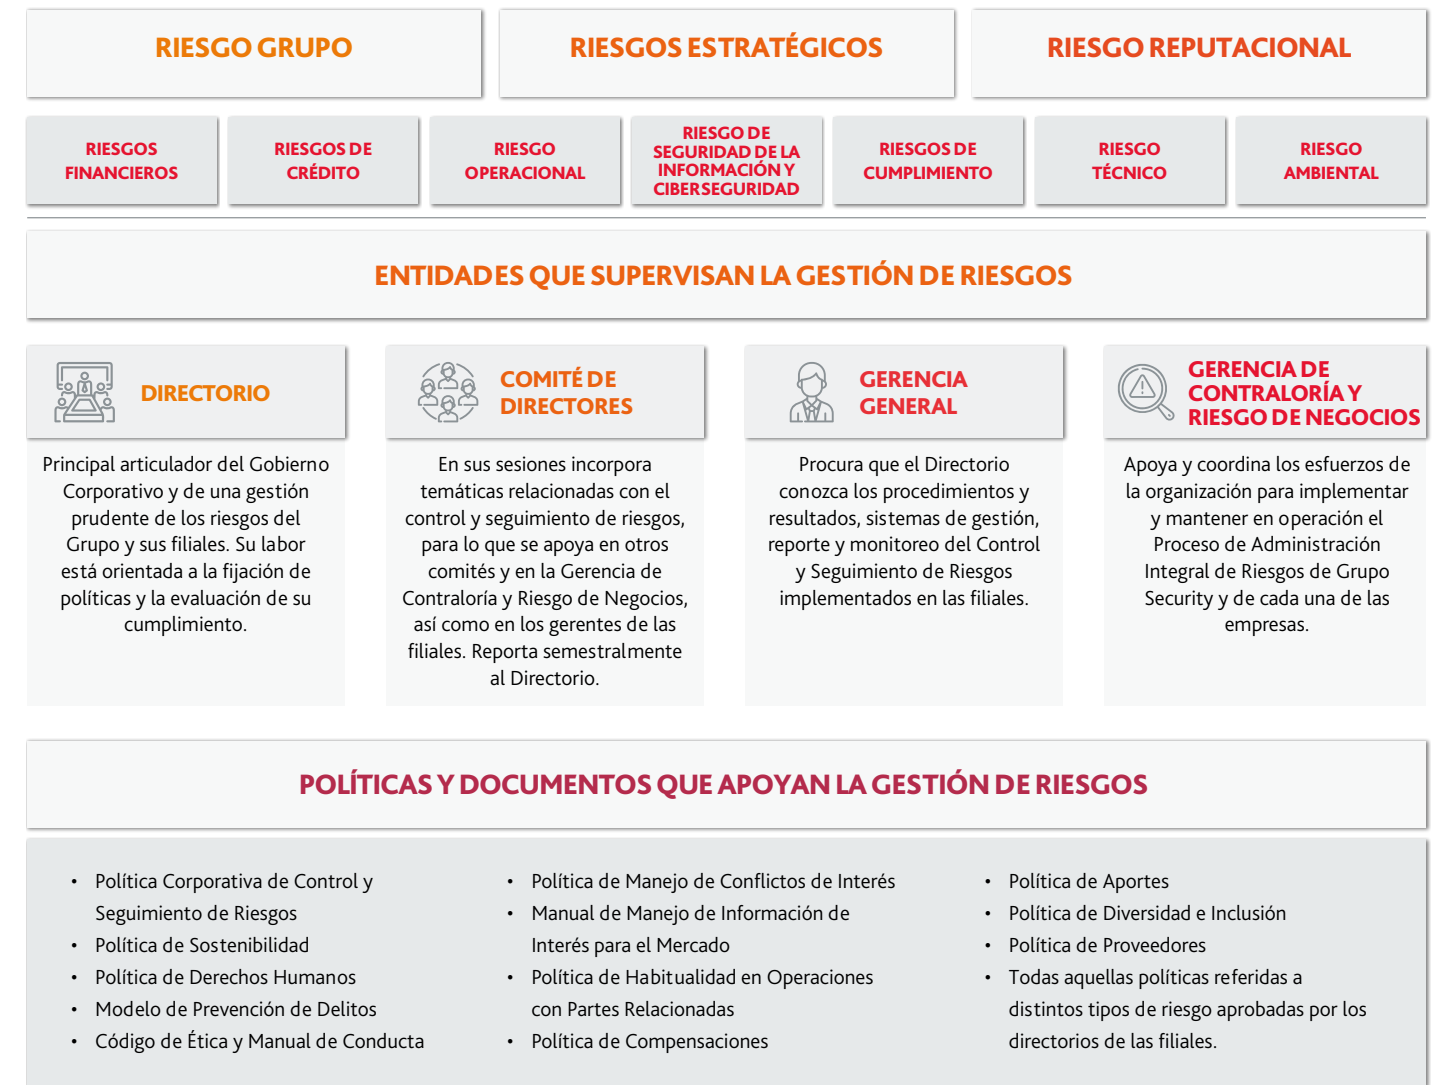 RIESGO GRUPO
RIESGOS ESTRATÉGICOS
RIESGO REPUTACIONAL
RIESGOS
FINANCIEROS
RIESGOS DE
CRÉDITO
RIESGO
OPERACIONAL
RIESGO DE
SEGURIDAD DE LA
INFORMACIÓN Y
CIBERSEGURIDAD
RIESGOS DE
CUMPLIMIENTO
RIESGO
TÉCNICO
RIESGO
AMBIENTAL
ENTIDADES QUE SUPERVISAN LA GESTIÓN DE RIESGOS
DIRECTORIO
Principal articulador del Gobierno
Corporativo y de una gestión
prudente de los riesgos del
Grupo y sus filiales. Su labor
está orientada a la fijación de
políticas y la evaluación de su
cumplimiento.
COMITÉ DE
DIRECTORES
En sus sesiones incorpora
temáticas relacionadas con el
control y seguimiento de riesgos,
para lo que se apoya en otros
comités y en la Gerencia de
Contraloría y Riesgo de Negocios,
así como en los gerentes de las
filiales. Reporta semestralmente
al Directorio.
GERENCIA
GENERAL
Procura que el Directorio
conozca los procedimientos y
resultados, sistemas de gestión,
reporte y monitoreo del Control
y Seguimiento de Riesgos
implementados en las filiales.
GERENCIA DE
CONTRALORÍA Y
RIESGO DE NEGOCIOS
Apoya y coordina los esfuerzos de
la organización para implementar
y mantener en operación el
Proceso de Administración
Integral de Riesgos de Grupo
Security y de cada una de las
empresas.
POLÍTICAS Y DOCUMENTOS QUE APOYAN LA GESTIÓN DE RIESGOS
• Política Corporativa de Control y
Seguimiento de Riesgos
• Política de Sostenibilidad
• Política de Derechos Humanos
• Modelo de Prevención de Delitos
• Código de Ética y Manual de Conducta
• Política de Manejo de Conflictos de Interés
• Manual de Manejo de Información de
Interés para el Mercado
• Política de Habitualidad en Operaciones
con Partes Relacionadas
• Política de Compensaciones
• Política de Aportes
• Política de Diversidad e Inclusión
• Política de Proveedores
• Todas aquellas políticas referidas a
distintos tipos de riesgo aprobadas por los
directorios de las filiales.